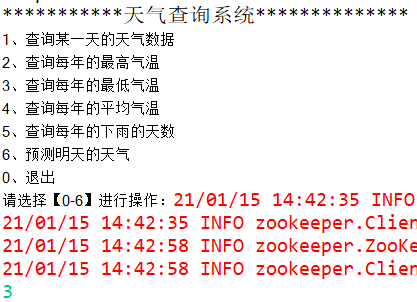 ***********天气查询系统**************
1、查询某一天的天气数据
2、查询每年的最高气温
3、查询每年的最低气温
4、查询每年的平均气温
5、查询每年的下雨的天数
6、预测明天的天气
0、退出
请选择【0-6】进行操作：21/01/15 14:42:35 INFO
21/01/15 14:42:35 INFO zookeeper.Clien
21/01/15 14:42:58 INFO zookeeper.ZooKe
21/01/15 14:42:58 INFO zookeeper.Clien
3